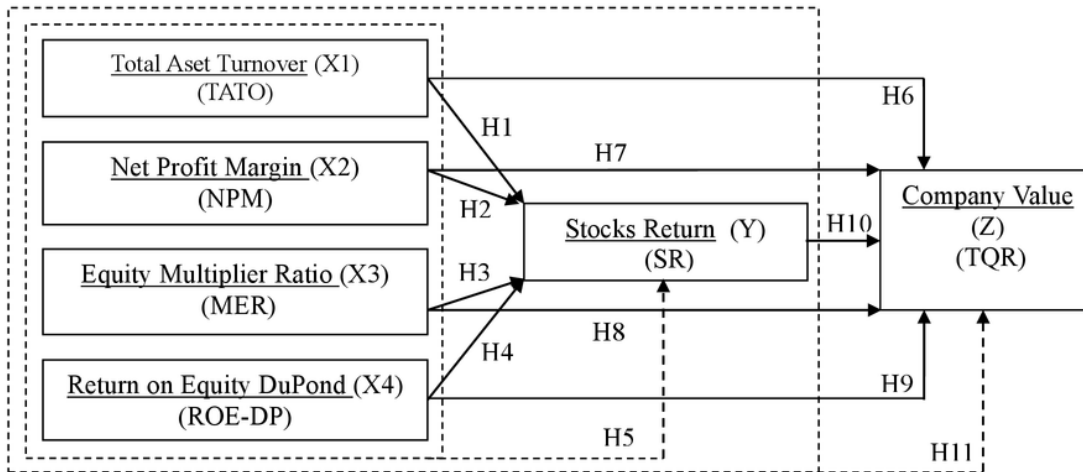 Total Aset Turnover (X1)
(TATO)
H6
H1
Net Profit Margin (X2)
(NPM)
H7
H2
Company Value
(Z)
(TQR)
Stocks Return (Y)
(SR)
H10
Equity Multiplier Ratio (X3)
(MER)
H3
H8
H4
Return on Equity DuPond (X4)
(ROE-DP)
H9
H5
H11